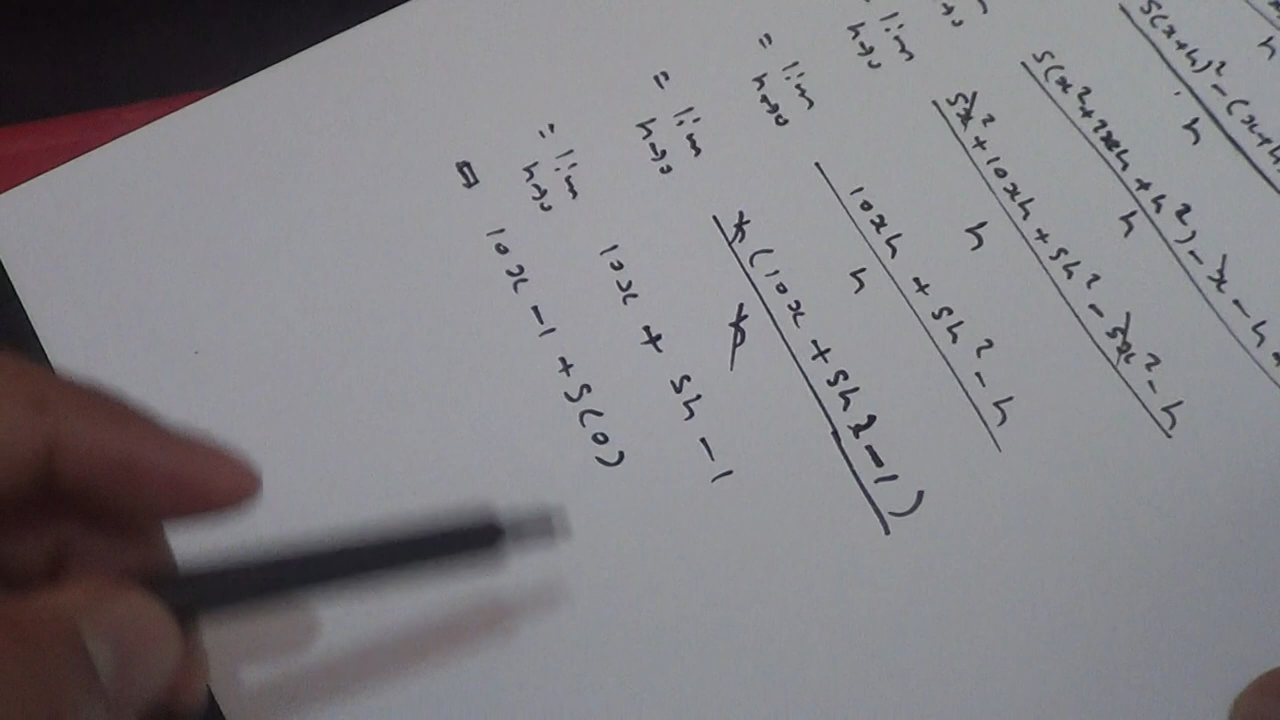 5(x+h)² - (x+h
h
5(x² + 2xh + h²) - x - h
h
lim h→0 5x² + 10xh + 5h² - 5x² - h
h
= lim h→0 10xh + 5h² - h
h
= lim h→0 h(10x + 5h - 1)
h
= lim h→0 10x + 5h - 1
= 10x - 1 + 5(0)